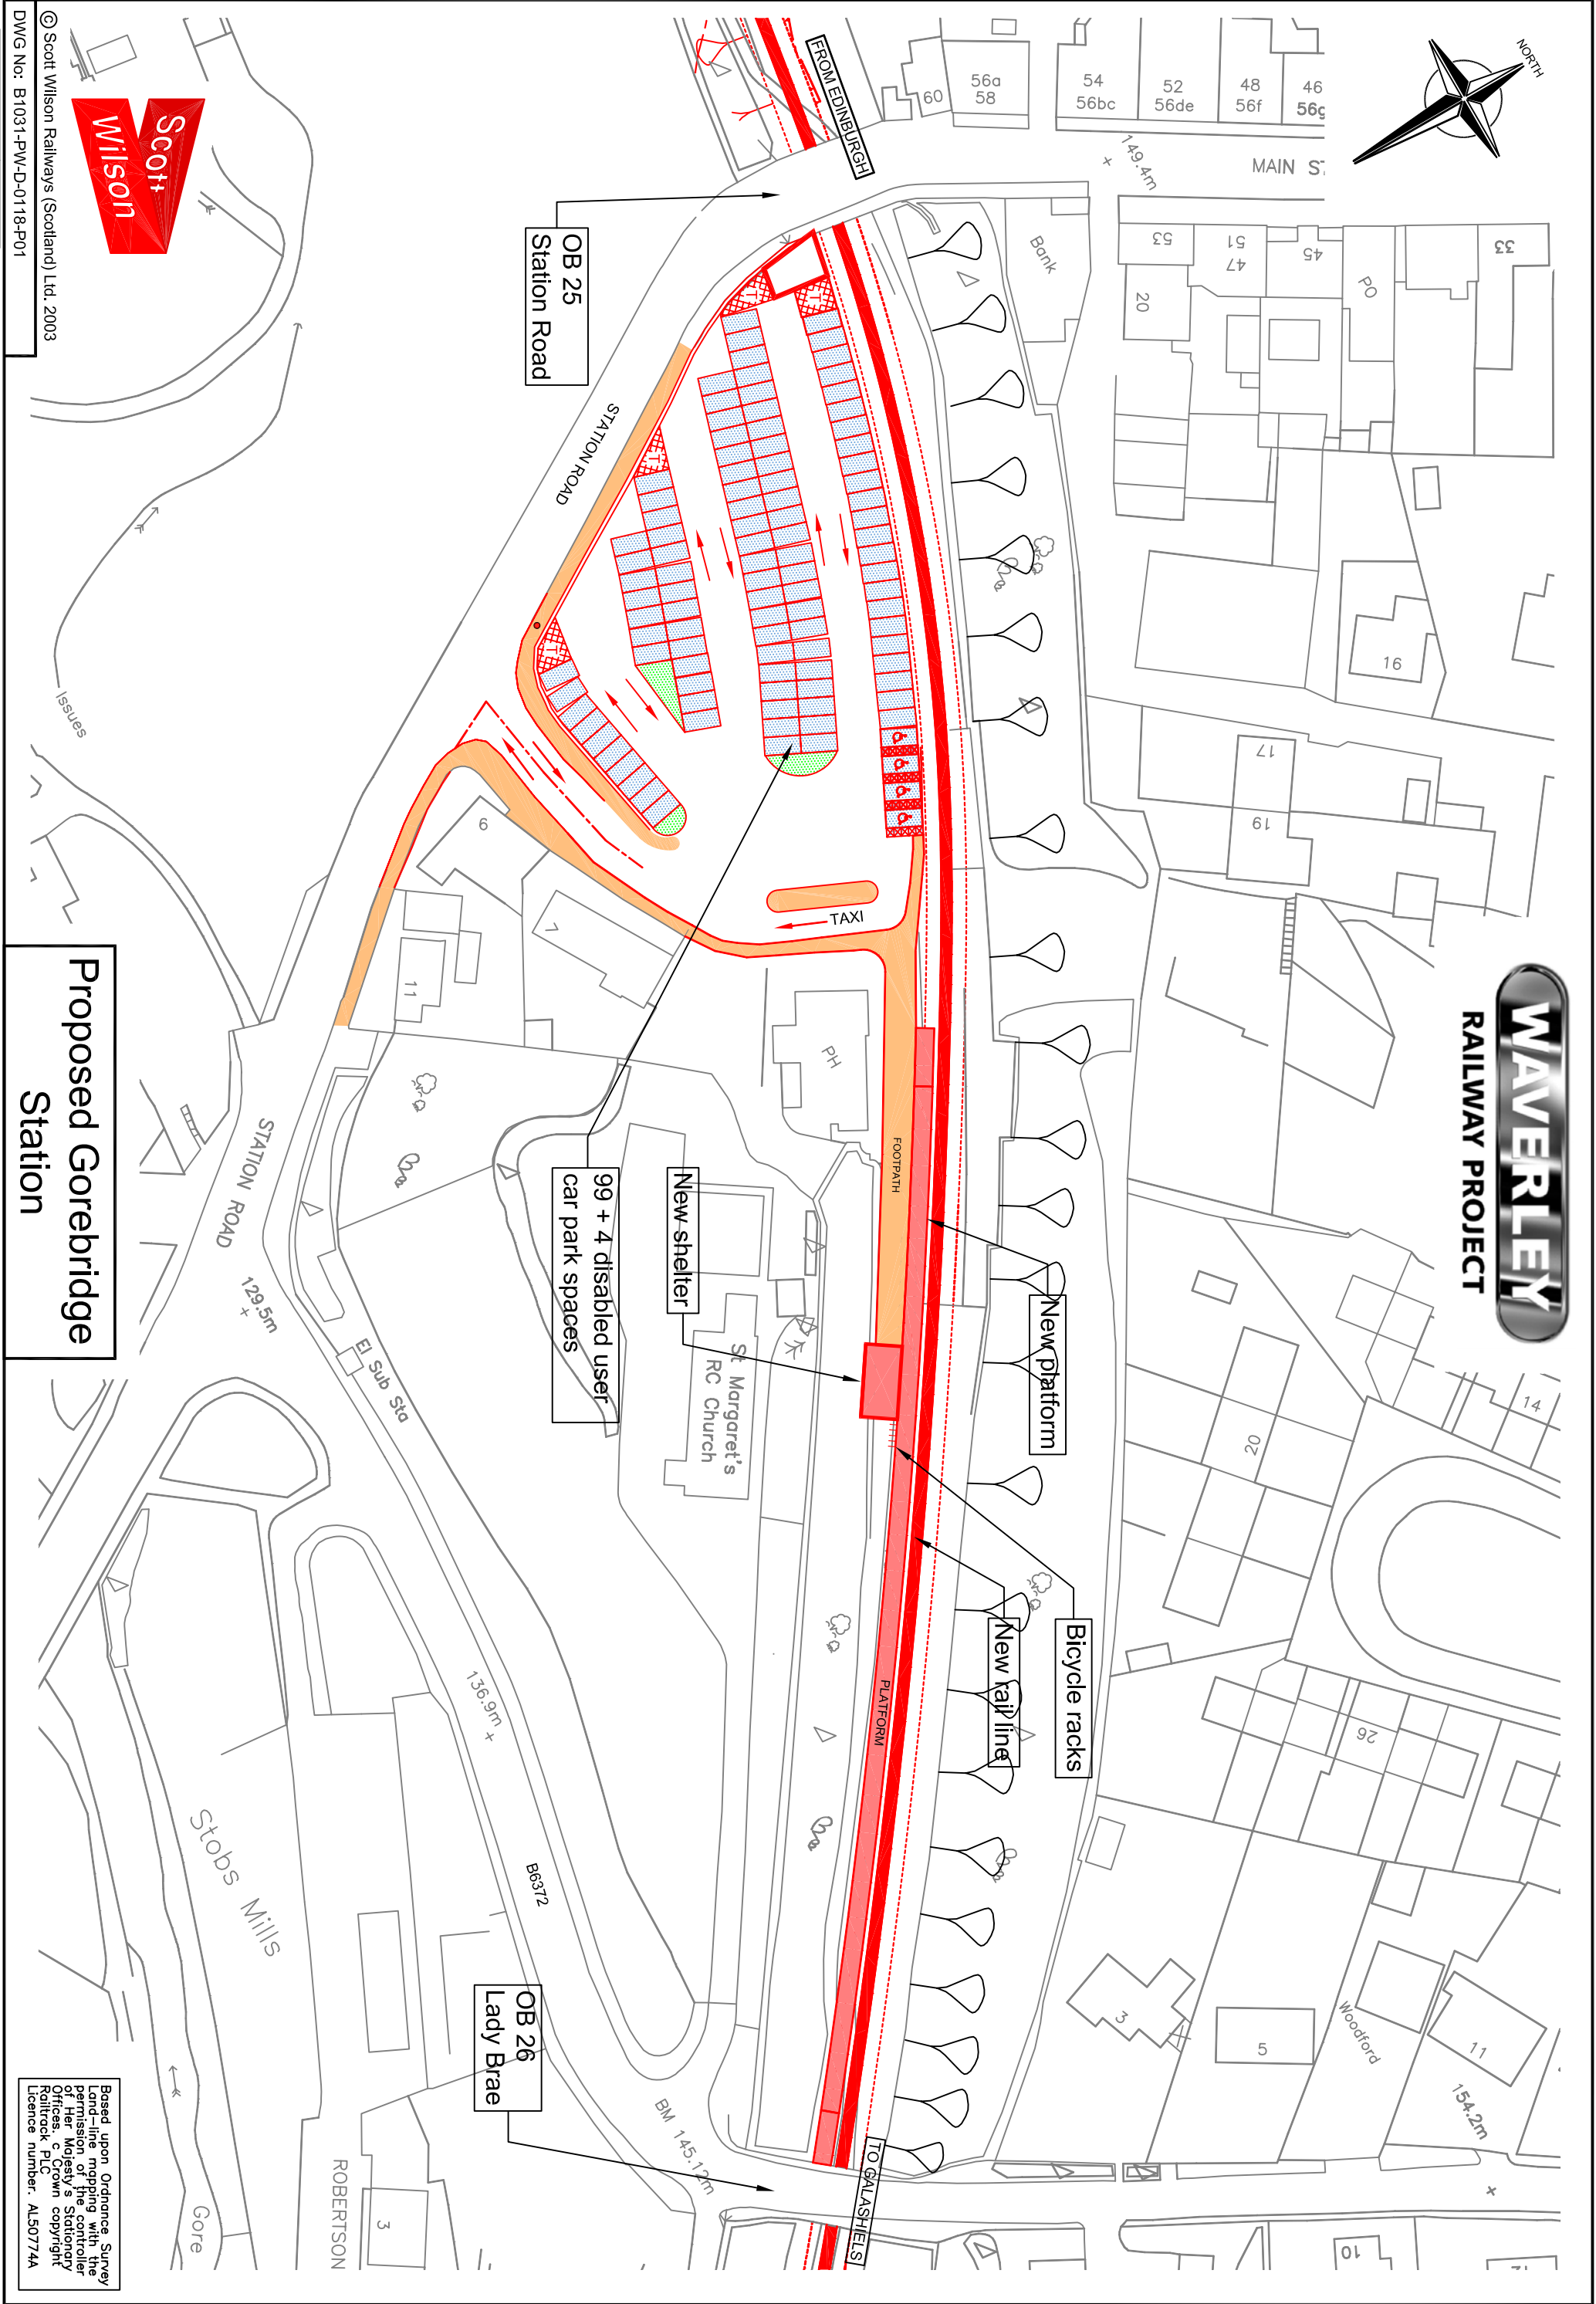 NORTH
WAVERLEY
RAILWAY PROJECT
FROM EDINBURGH
60
56a
58
54
56bc
52
56de
48
56f
46
149.4m
MAIN
Bank
53
51
47
45
33
20
PO
16
17
19
14
20
26
OB 25
Station Road
STATION ROAD
TAXI
6
7
11
PH
FOOTPATH
New shelter
99 + 4 disabled user
car park spaces
New platform
St Margaret's
RC Church
Bicycle racks
New rail line
PLATFORM
Issues
STATION ROAD
129.5m
El Sub Sta
136.9m
B6372
Stobs Mills
OB 26
Lady Brae
BM 145.12m
TO GALASHIELS
3
5
11
Woodford
154.2m
10
ROBERTSON
3
Gore
Scott
Wilson
© Scott Wilson Railways (Scotland) Ltd. 2003
DWG No: B1031-PW-D-0118-P01
Proposed Gorebridge
Station
Based upon Ordnance Survey
Land-line mapping with the
permission of the controller
of Her Majesty's Stationary
Offices. c Crown copyright
Railtrack PLC
Licence number. AL50774A